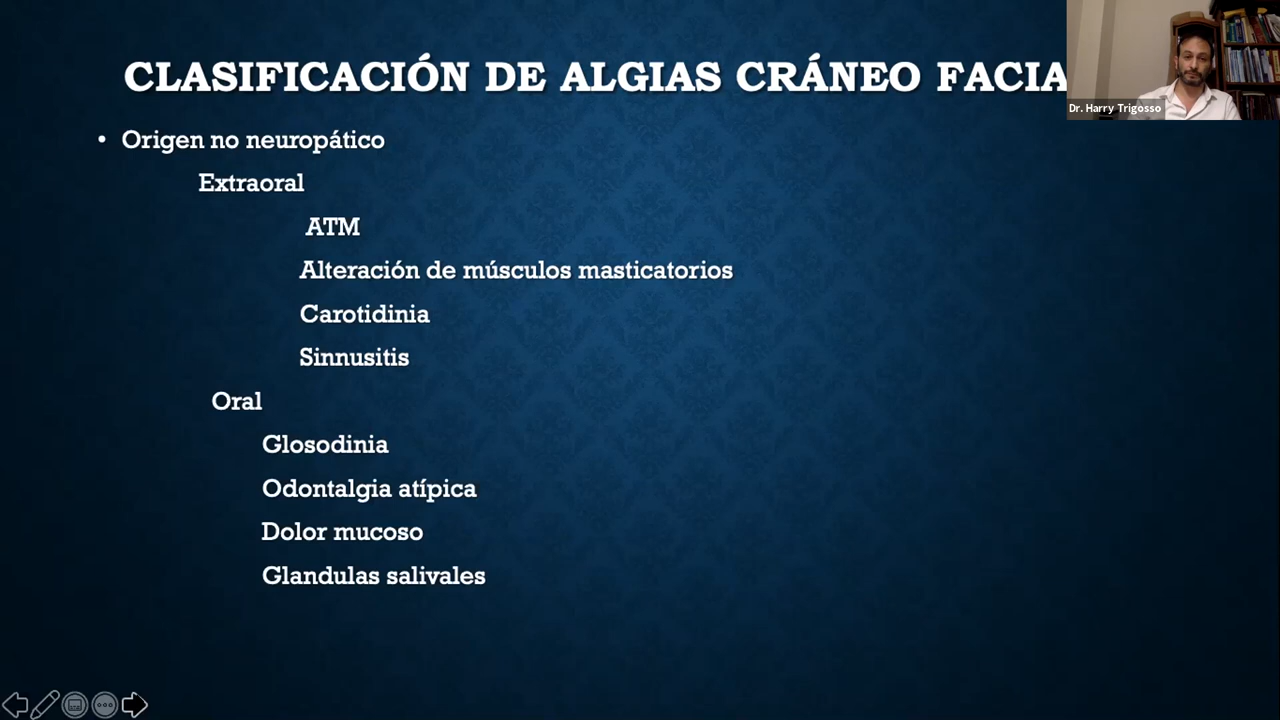 CLASIFICACIÓN DE ALGIAS CRÁNEO FACIA
Dr. Harry Trigosso
• Origen no neuropático
Extraoral
ATM
Alteración de músculos masticatorios
Carotidinia
Sinnusitis
Oral
Glosodinia
Odontalgia atípica
Dolor mucoso
Glandulas salivales